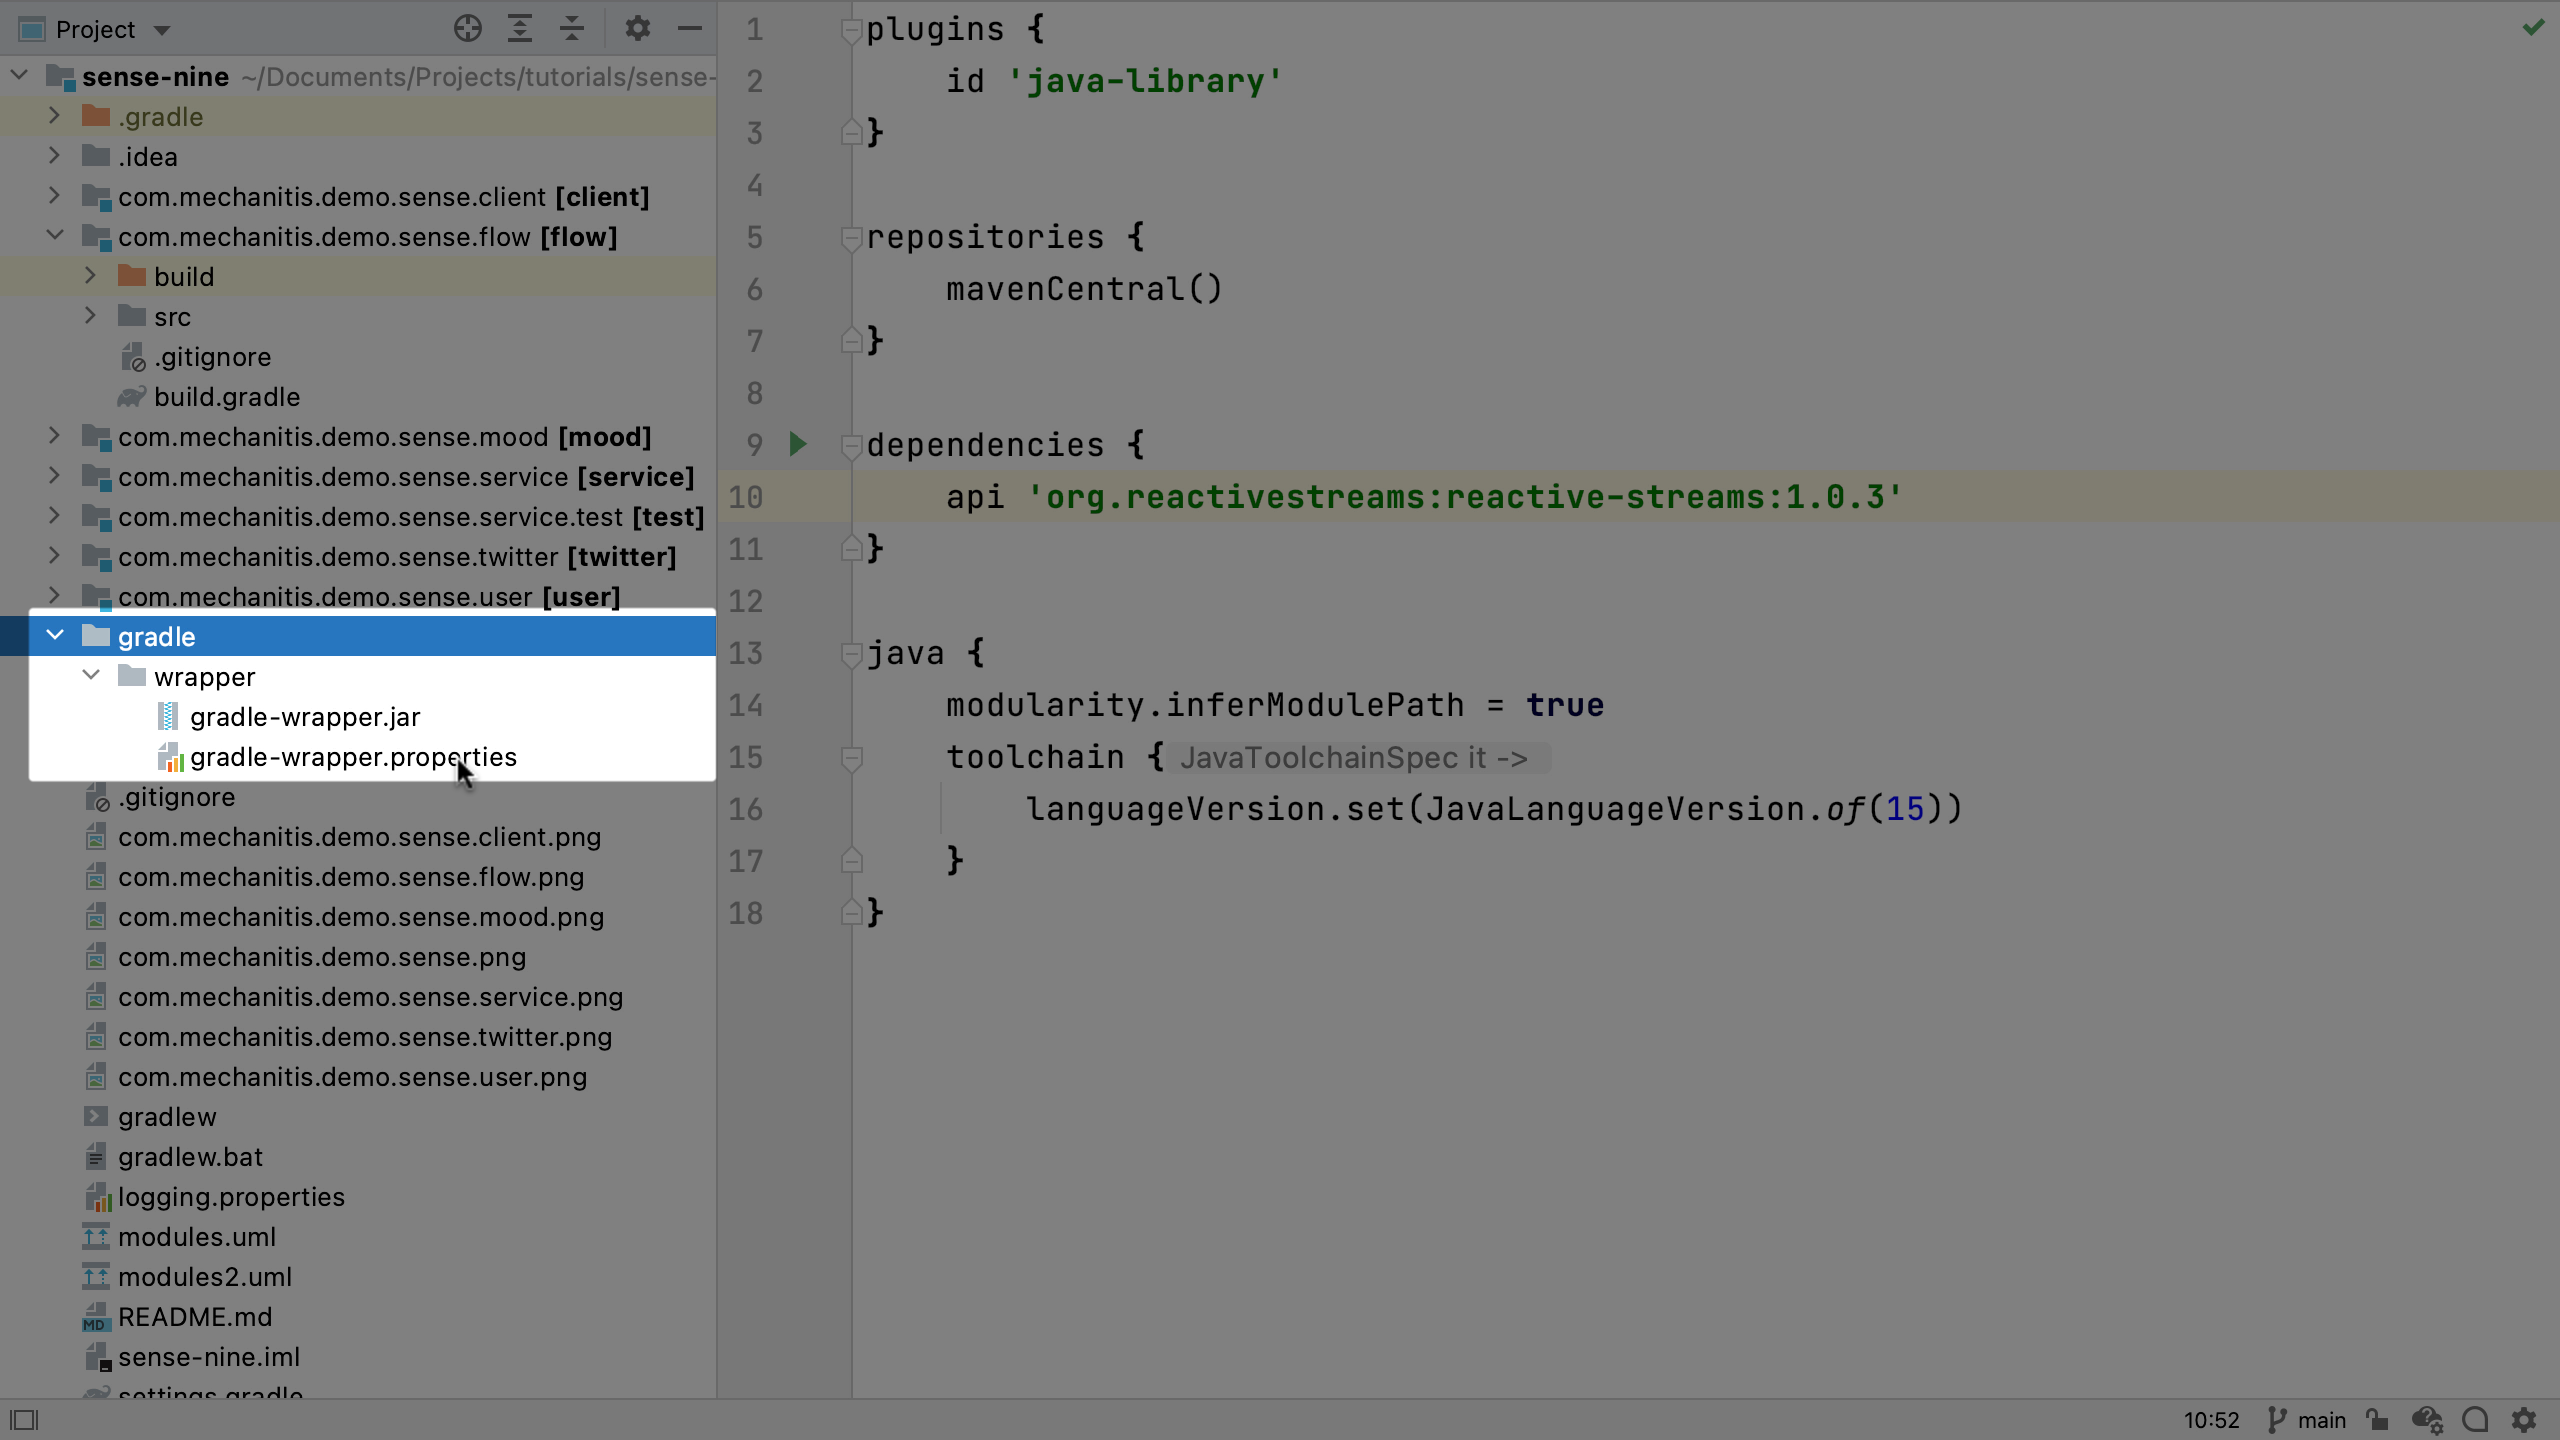 Project
sense-nine ~/Documents/Projects/tutorials/sense-
.gradle
.idea
com.mechanitis.demo.sense.client [client]
com.mechanitis.demo.sense.flow [flow]
build
src
.gitignore
build.gradle
com.mechanitis.demo.sense.mood [mood]
com.mechanitis.demo.sense.service [service]
com.mechanitis.demo.sense.service.test [test]
com.mechanitis.demo.sense.twitter [twitter]
com.mechanitis.demo.sense.user [user]
gradle
wrapper
gradle-wrapper.jar
gradle-wrapper.properties
.gitignore
com.mechanitis.demo.sense.client.png
com.mechanitis.demo.sense.flow.png
com.mechanitis.demo.sense.mood.png
com.mechanitis.demo.sense.png
com.mechanitis.demo.sense.service.png
com.mechanitis.demo.sense.twitter.png
com.mechanitis.demo.sense.user.png
gradlew
gradlew.bat
logging.properties
modules.uml
modules2.uml
MD README.md
sense-nine.iml
settings.gradle
1 plugins {
2 id 'java-library'
3 }
4
5 repositories {
6 mavenCentral()
7 }
8
9 dependencies {
10 api 'org.reactivestreams:reactive-streams:1.0.3'
11 }
12
13 java {
14 modularity.inferModulePath = true
15 toolchain { JavaToolchainSpec it ->
16 languageVersion.set(JavaLanguageVersion.of(15))
17 }
18 }
10:52 main